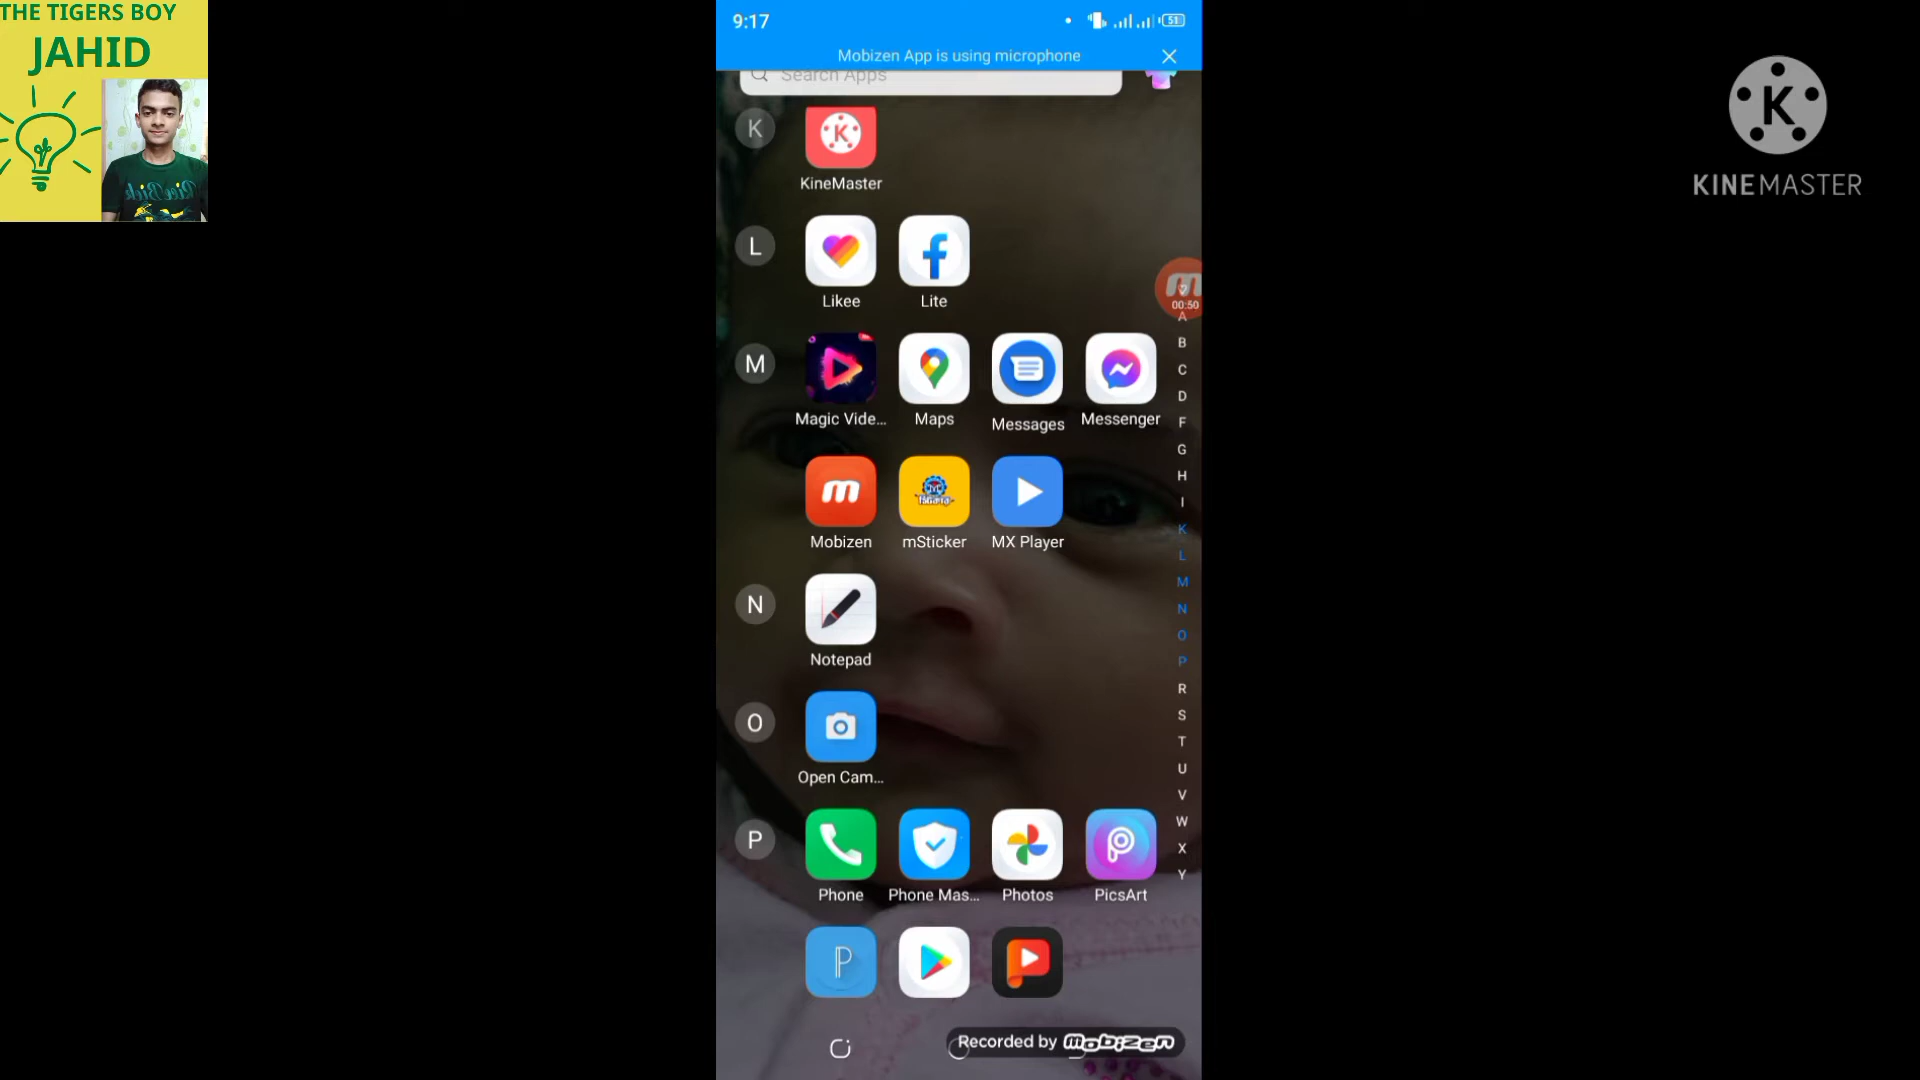 THE TIGERS BOY
JAHID
9:17
51
Mobizen App is using microphone
Search Apps
K
KINEMASTER
K
K
KineMaster
L
Likee
Lite
00:50
M
Magic Vide...
Maps
Messages
Messenger
Mobizen
mSticker
MX Player
N
Notepad
O
Open Cam...
P
Phone
Phone Mas...
Photos
PicsArt
A
B
C
D
F
G
H
I
K
L
M
N
O
P
R
S
T
U
V
W
X
Y
Recorded by mobizen